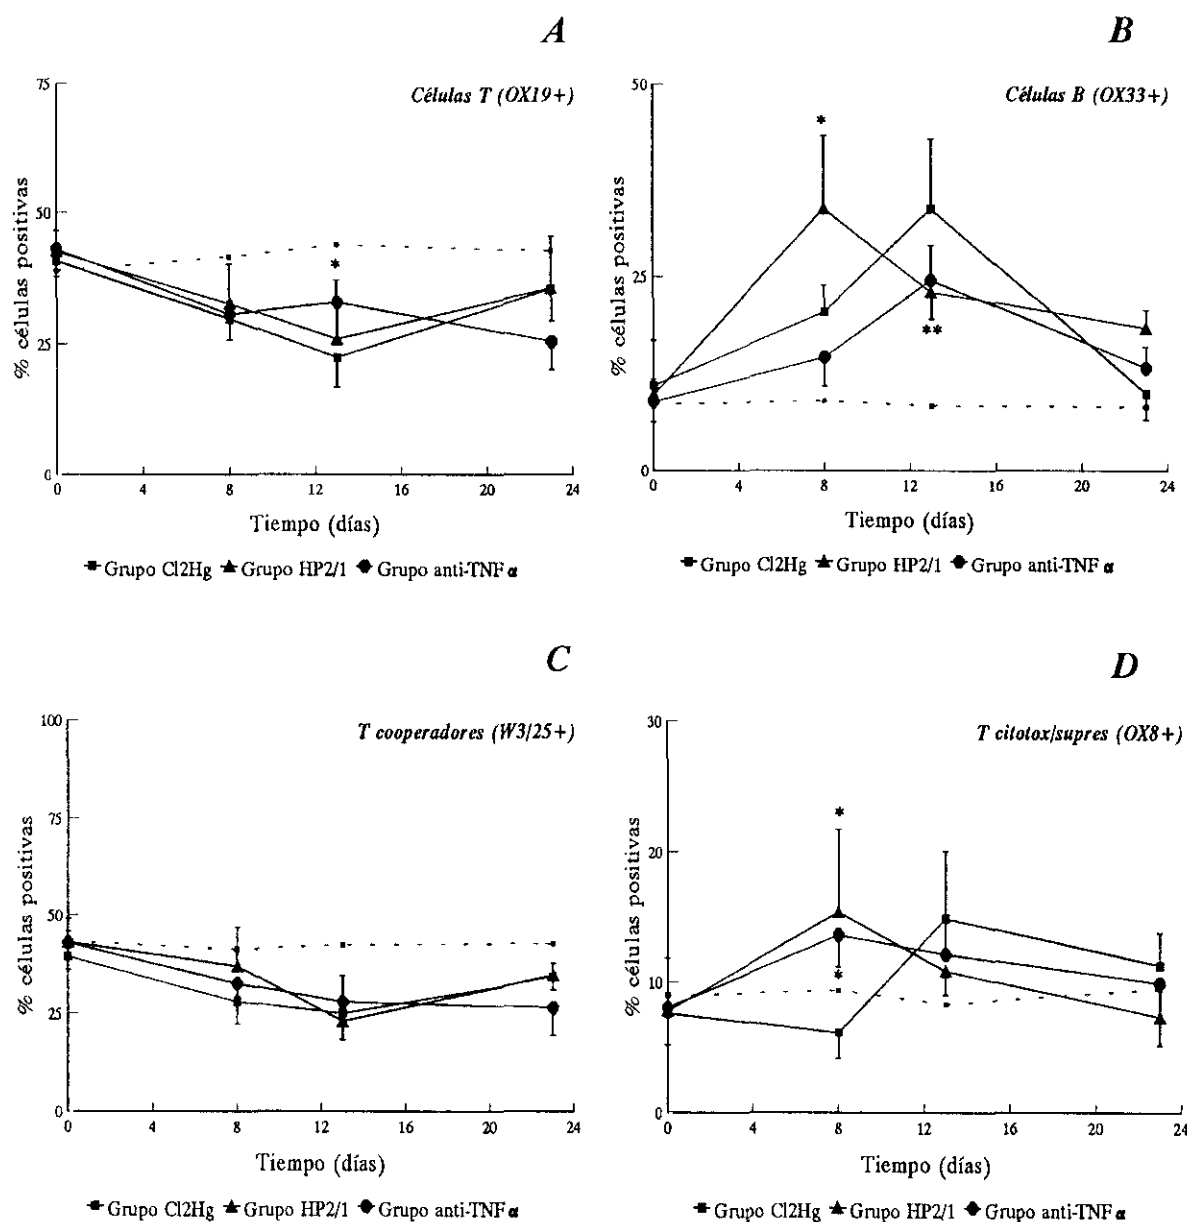 A
Células T (OX19+)
% células positivas
75
50
25
0
*
0 4 8 12 16 20 24
Tiempo (días)
Grupo Cl2Hg Grupo HP2/1 Grupo anti-TNF α
B
Células B (OX33+)
% células positivas
50
25
0
*
**
0 4 8 12 16 20 24
Tiempo (días)
Grupo Cl2Hg Grupo HP2/1 Grupo anti-TNF α
C
T cooperadores (W3/25+)
% células positivas
100
75
50
25
0
0 4 8 12 16 20 24
Tiempo (días)
Grupo Cl2Hg Grupo HP2/1 Grupo anti-TNF α
D
T citotox/supres (OX8+)
% células positivas
30
20
10
0
*
*
0 4 8 12 16 20 24
Tiempo (días)
Grupo Cl2Hg Grupo HP2/1 Grupo anti-TNF α